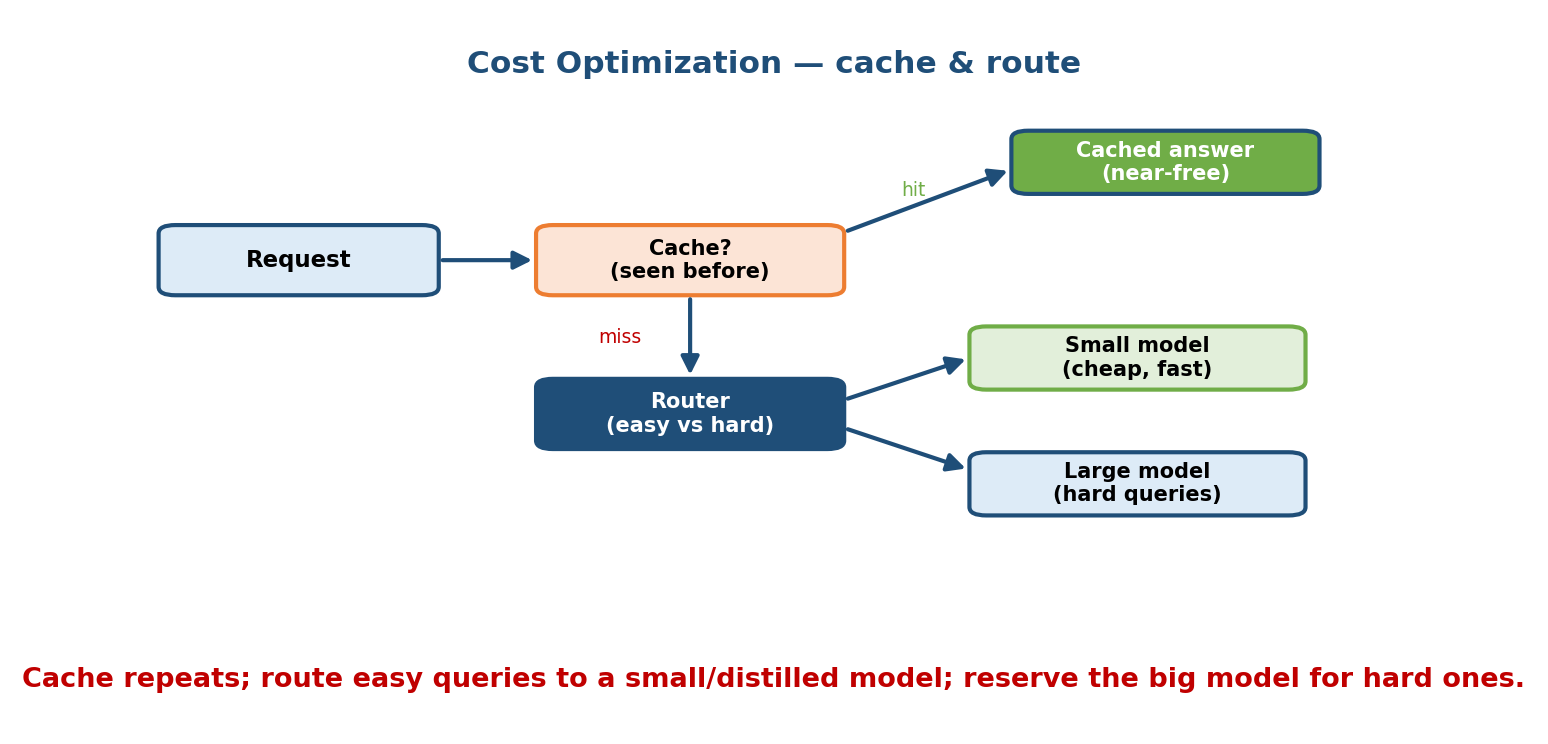 Cost Optimization — cache & route
Cached answer
(near-free)
hit
Request
Cache?
(seen before)
miss
Small model
(cheap, fast)
Router
(easy vs hard)
Large model
(hard queries)
Cache repeats; route easy queries to a small/distilled model; reserve the big model for hard ones.